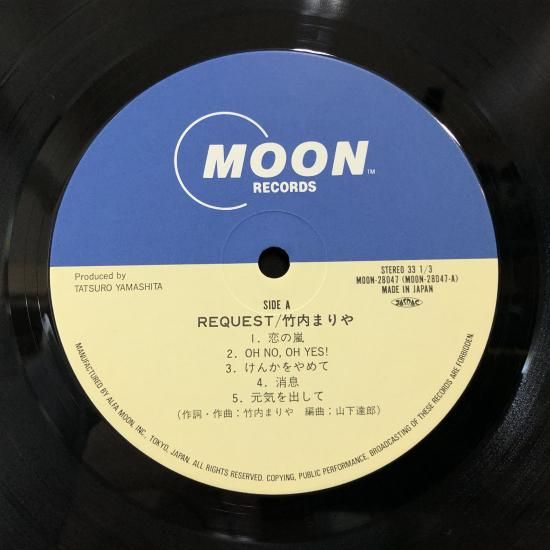 MOON TM
RECORDS
Produced by
TATSURO YAMASHITA
STEREO 33 1/3
MOON-28047 (MOON-28047-A)
MADE IN JAPAN
JASRAC
SIDE A
REQUEST/竹内まりや
1. 恋の嵐
2. OH NO, OH YES!
3. けんかをやめて
4. 消息
5. 元気を出して
(作詞・作曲:竹内まりや 編曲:山下達郎)
MANUFACTURED BY ALFA MOON, INC., TOKYO, JAPAN. ALL RIGHTS RESERVED. COPYING, PUBLIC PERFORMANCE, BROADCASTING OF THESE RECORDS ARE FORBIDDEN.